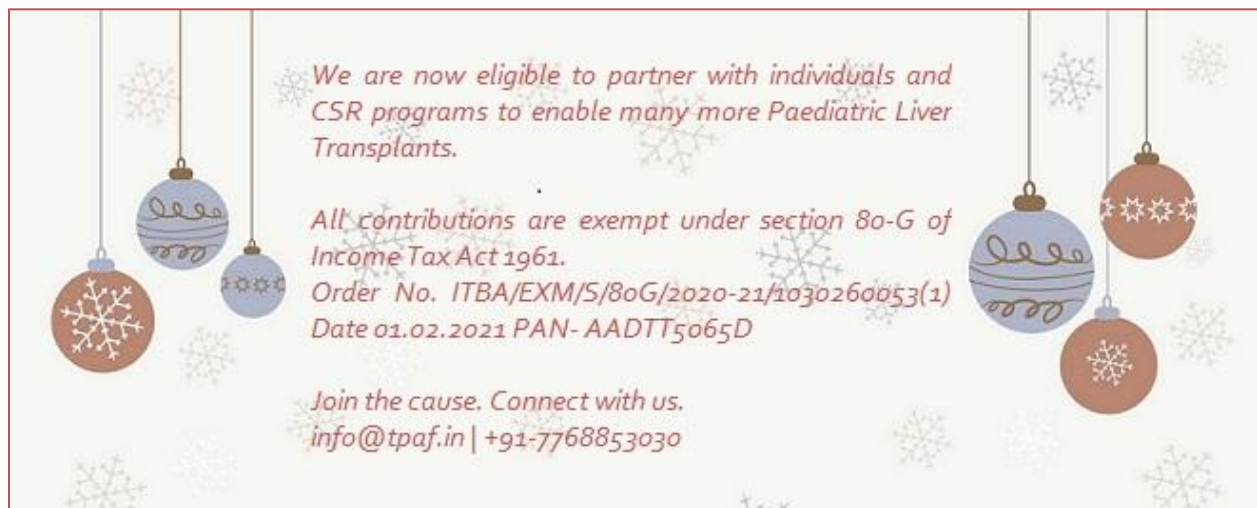 We are now eligible to partner with individuals and
CSR programs to enable many more Paediatric Liver
Transplants.
.
All contributions are exempt under section 80-G of
Income Tax Act 1961.
Order No. ITBA/EXM/S/80G/2020-21/1030260053(1)
Date 01.02.2021 PAN- AADTT5065D
Join the cause. Connect with us.
info@tpaf.in | +91-7768853030